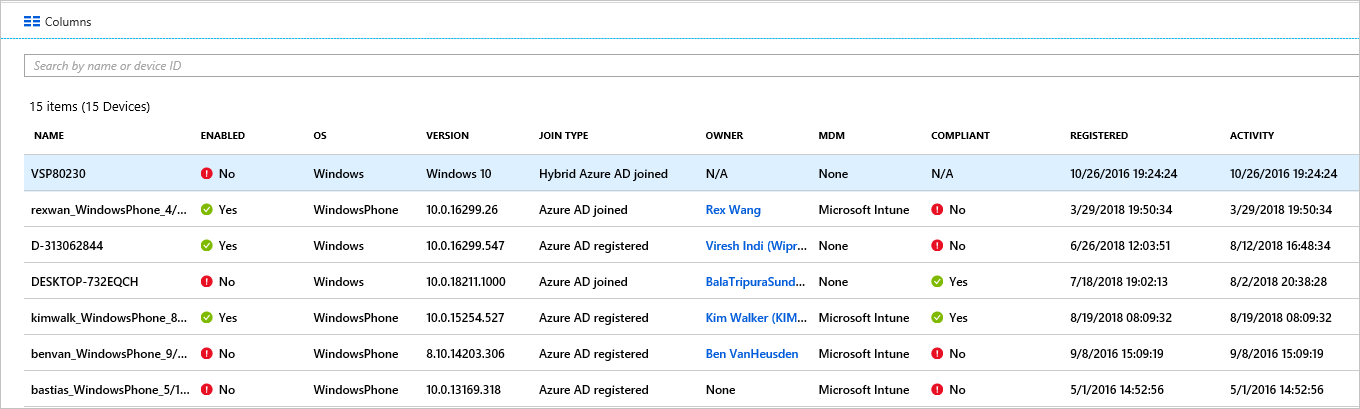 Columns
Search by name or device ID
15 items (15 Devices)
NAME ENABLED OS VERSION JOIN TYPE OWNER MDM COMPLIANT REGISTERED ACTIVITY
VSP80230 No Windows Windows 10 Hybrid Azure AD joined N/A None N/A 10/26/2016 19:24:24 10/26/2016 19:24:24
rexwan_WindowsPhone_4/... Yes WindowsPhone 10.0.16299.26 Azure AD joined Rex Wang Microsoft Intune No 3/29/2018 19:50:34 3/29/2018 19:50:34
D-313062844 Yes Windows 10.0.16299.547 Azure AD registered Viresh Indi (Wipr... None No 6/26/2018 12:03:51 8/12/2018 16:48:34
DESKTOP-732EQCH No Windows 10.0.18211.1000 Azure AD joined BalaTripuraSund... None Yes 7/18/2018 19:02:13 8/2/2018 20:38:28
kimwalk_WindowsPhone_8... Yes WindowsPhone 10.0.15254.527 Azure AD registered Kim Walker (KIM... Microsoft Intune Yes 8/19/2018 08:09:32 8/19/2018 08:09:32
benvan_WindowsPhone_9/... No WindowsPhone 8.10.14203.306 Azure AD registered Ben VanHeusden Microsoft Intune No 9/8/2016 15:09:19 9/8/2016 15:09:19
bastias_WindowsPhone_5/1... No WindowsPhone 10.0.13169.318 Azure AD registered None Microsoft Intune No 5/1/2016 14:52:56 5/1/2016 14:52:56